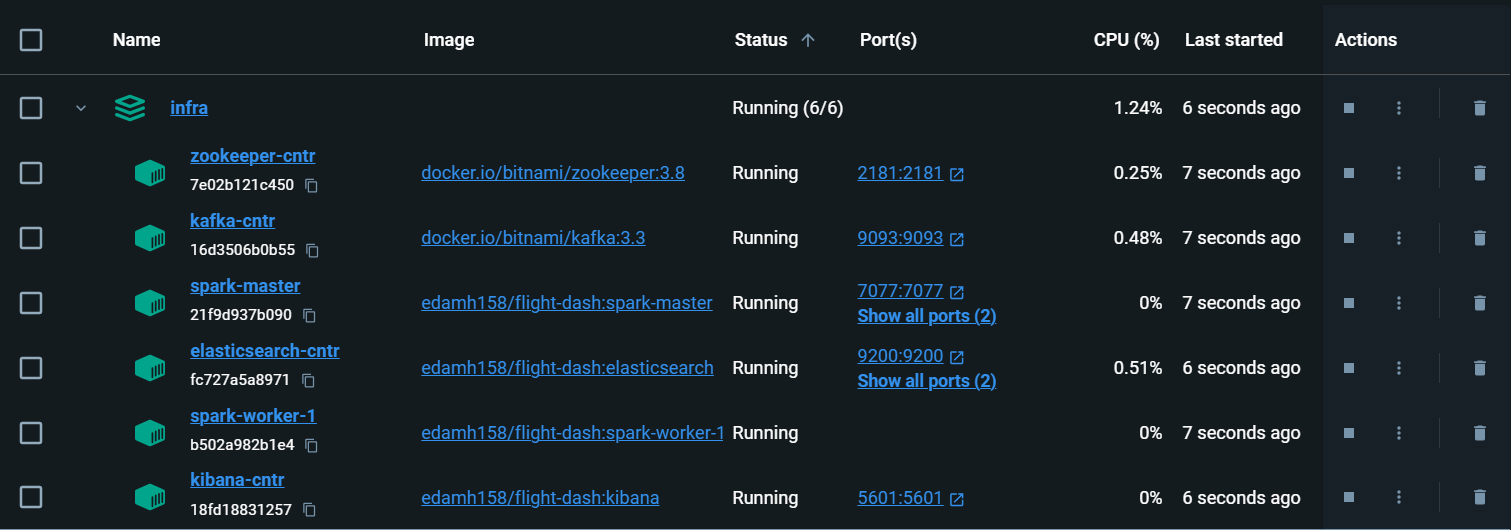 Name Image Status Port(s) CPU (%) Last started Actions
infra Running (6/6) 1.24% 6 seconds ago
zookeeper-cntr
7e02b121c450 docker.io/bitnami/zookeeper:3.8 Running 2181:2181 0.25% 7 seconds ago
kafka-cntr
16d3506b0b55 docker.io/bitnami/kafka:3.3 Running 9093:9093 0.48% 7 seconds ago
spark-master
21f9d937b090 edamh158/flight-dash:spark-master Running 7077:7077 0% 7 seconds ago
Show all ports (2)
elasticsearch-cntr
fc727a5a8971 edamh158/flight-dash:elasticsearch Running 9200:9200 0.51% 6 seconds ago
Show all ports (2)
spark-worker-1
b502a982b1e4 edamh158/flight-dash:spark-worker-1 Running 0% 7 seconds ago
kibana-cntr
18fd18831257 edamh158/flight-dash:kibana Running 5601:5601 0% 6 seconds ago